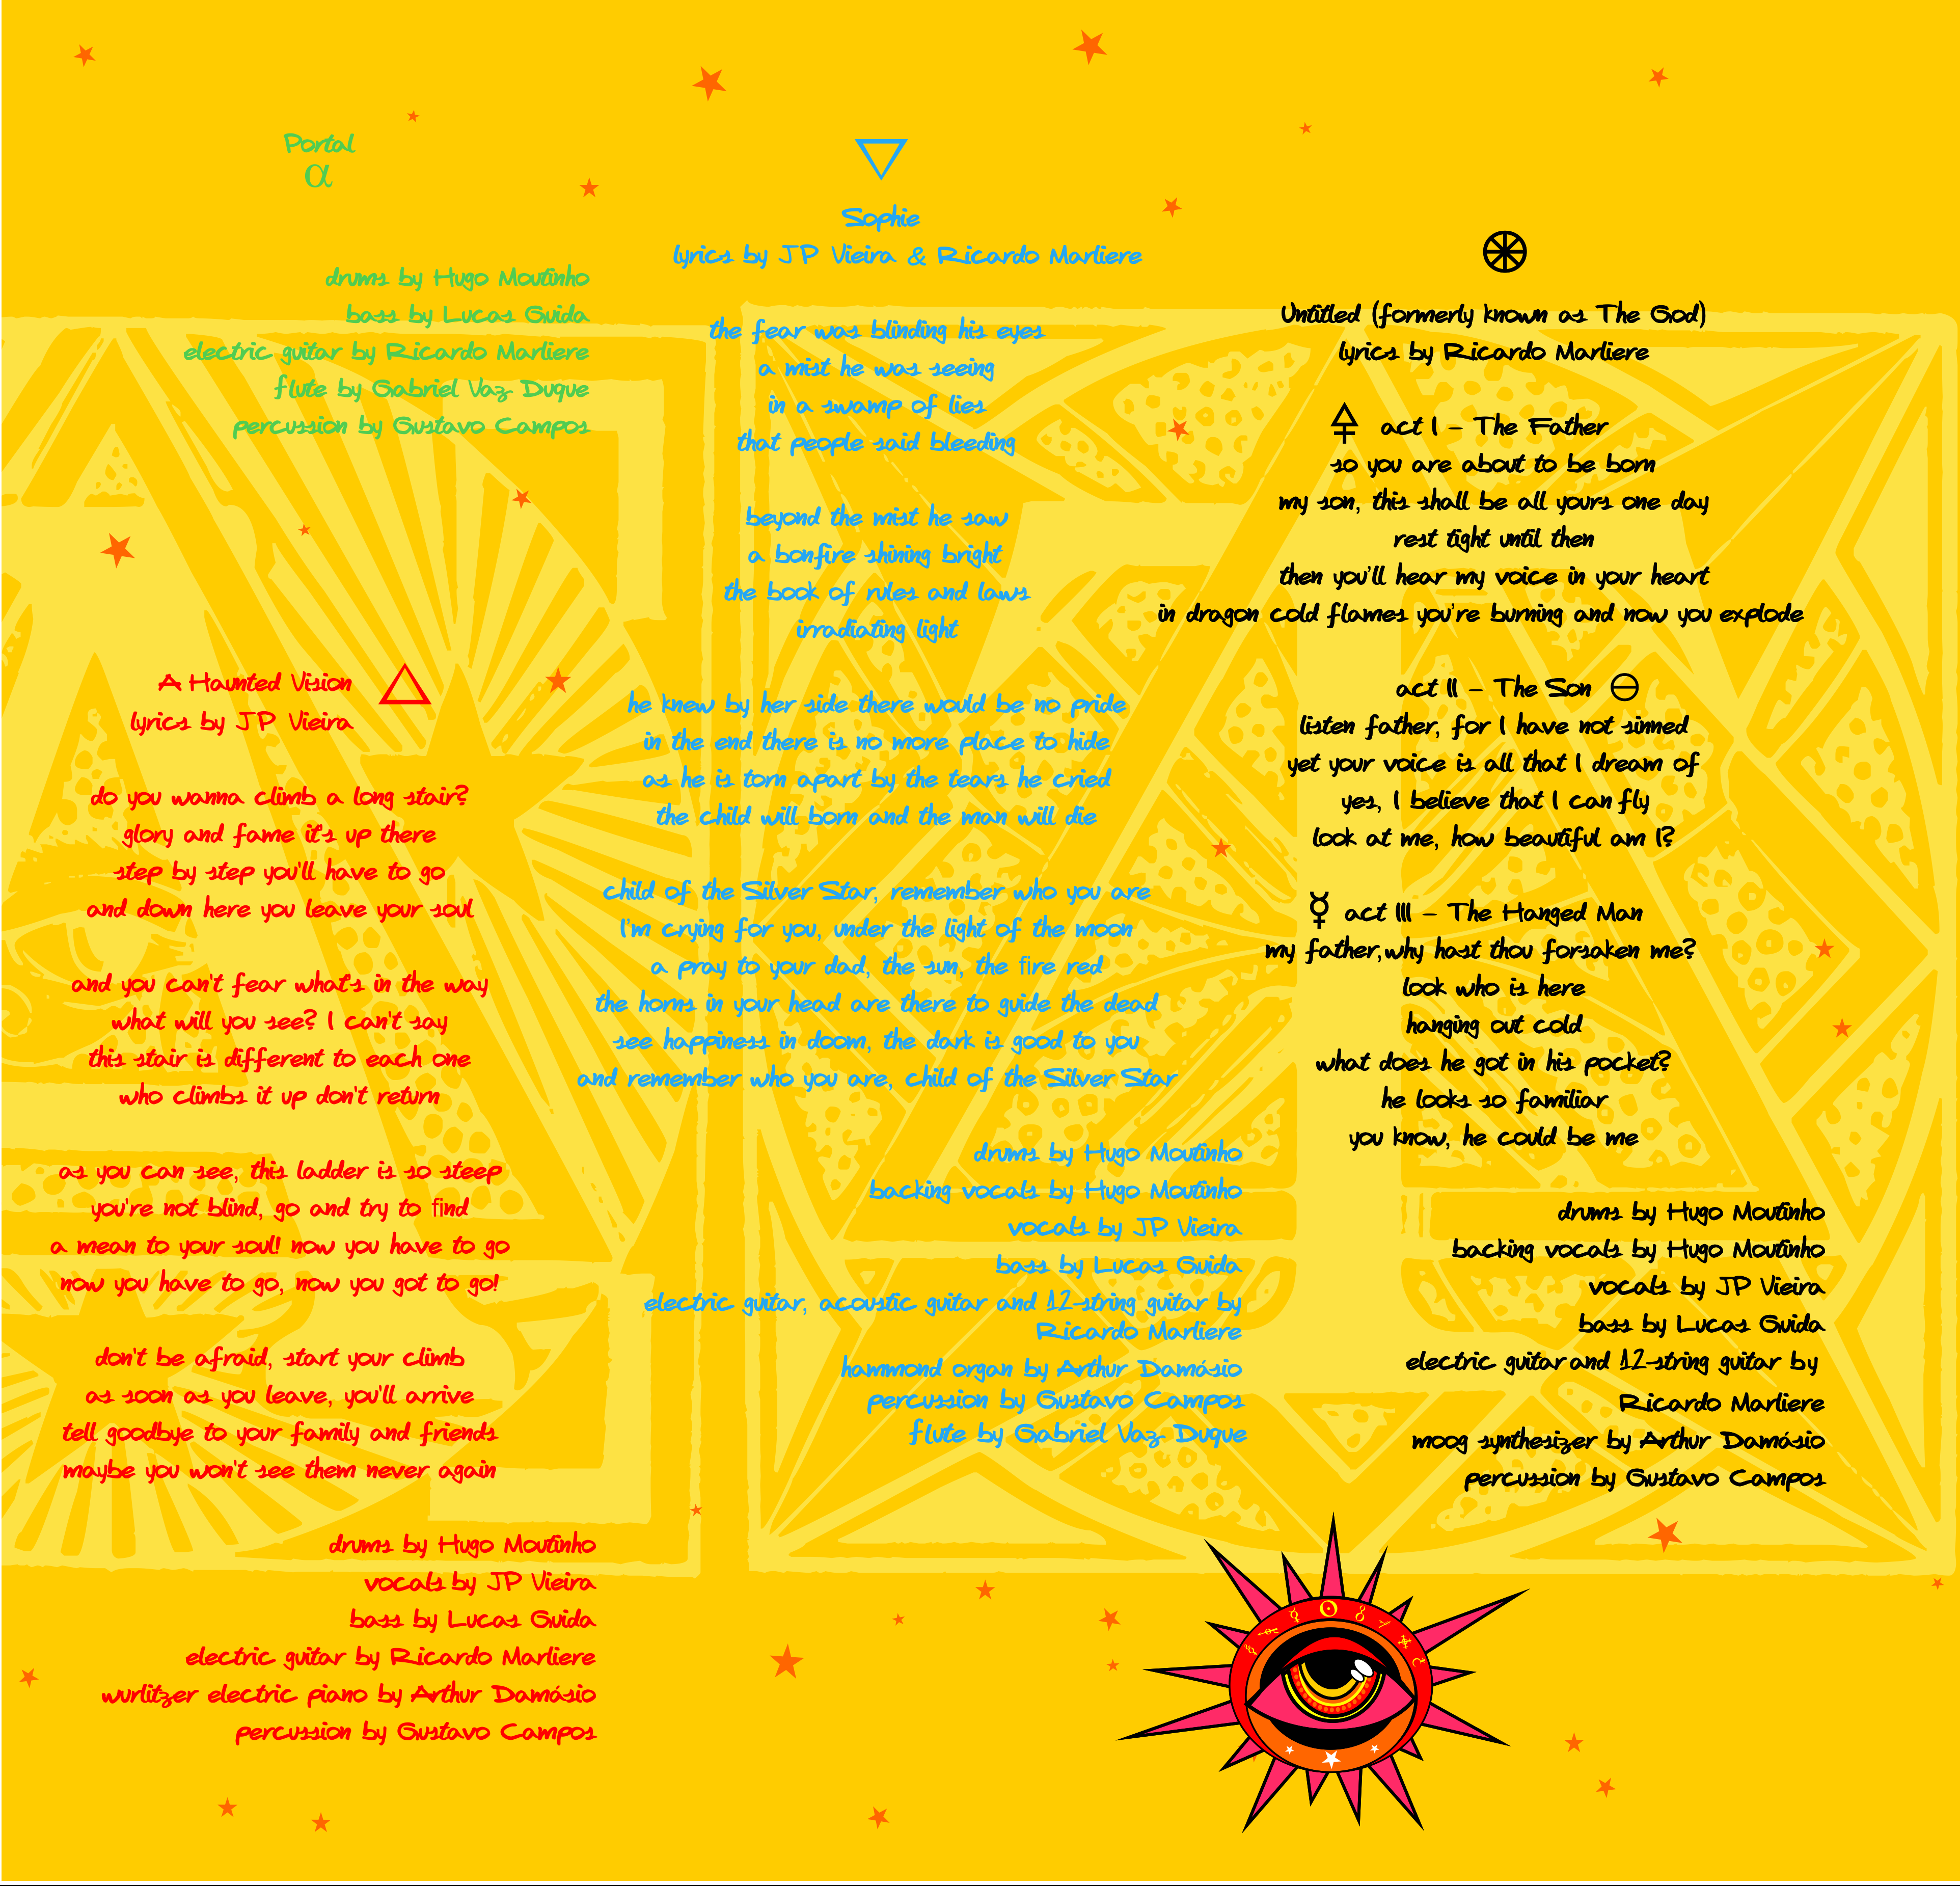 Portal
α
drums by Hugo Moutinho
bass by Lucas Guida
electric guitar by Ricardo Marliere
flute by Gabriel Vaz Duque
percussion by Gustavo Campos
A Haunted Vision
lyrics by JP Vieira
do you wanna climb a long stair?
glory and fame it's up there
step by step you'll have to go
and down here you leave your soul
and you can't fear what's in the way
what will you see? I can't say
this stair is different to each one
who climbs it up don't return
as you can see, this ladder is so steep
you're not blind, go and try to find
a mean to your soul! now you have to go
now you have to go, now you got to go!
don't be afraid, start your climb
as soon as you leave, you'll arrive
tell goodbye to your family and friends
maybe you won't see them never again
drums by Hugo Moutinho
vocals by JP Vieira
bass by Lucas Guida
electric guitar by Ricardo Marliere
wurlitzer electric piano by Arthur Damásio
percussion by Gustavo Campos
Sophie
lyrics by JP Vieira & Ricardo Marliere
the fear was blinding his eyes
a mist he was seeing
in a swamp of lies
that people said bleeding
beyond the mist he saw
a bonfire shining bright
the book of rules and laws
irradiating light
he knew by her side there would be no pride
in the end there is no more place to hide
as he is torn apart by the tears he cried
the child will born and the man will die
child of the Silver Star, remember who you are
I'm crying for you, under the light of the moon
a pray to your dad, the sun, the fire red
the horns in your head are there to guide the dead
see happiness in doom, the dark is good to you
and remember who you are, child of the Silver Star
drums by Hugo Moutinho
backing vocals by Hugo Moutinho
vocals by JP Vieira
bass by Lucas Guida
electric guitar, acoustic guitar and 12-string guitar by
Ricardo Marliere
hammond organ by Arthur Damásio
percussion by Gustavo Campos
flute by Gabriel Vaz Duque
Untitled (formerly known as The God)
lyrics by Ricardo Marliere
act I - The Father
so you are about to be born
my son, this shall be all yours one day
rest tight until then
then you'll hear my voice in your heart
in dragon cold flames you're burning and now you explode
act II - The Son
listen father, for I have not sinned
yet your voice is all that I dream of
yes, I believe that I can fly
look at me, how beautiful am I?
act III - The Hanged Man
my father, why hast thou forsaken me?
look who is here
hanging out cold
what does he got in his pocket?
he looks so familiar
you know, he could be me
drums by Hugo Moutinho
backing vocals by Hugo Moutinho
vocals by JP Vieira
bass by Lucas Guida
electric guitar and 12-string guitar by
Ricardo Marliere
moog synthesizer by Arthur Damásio
percussion by Gustavo Campos